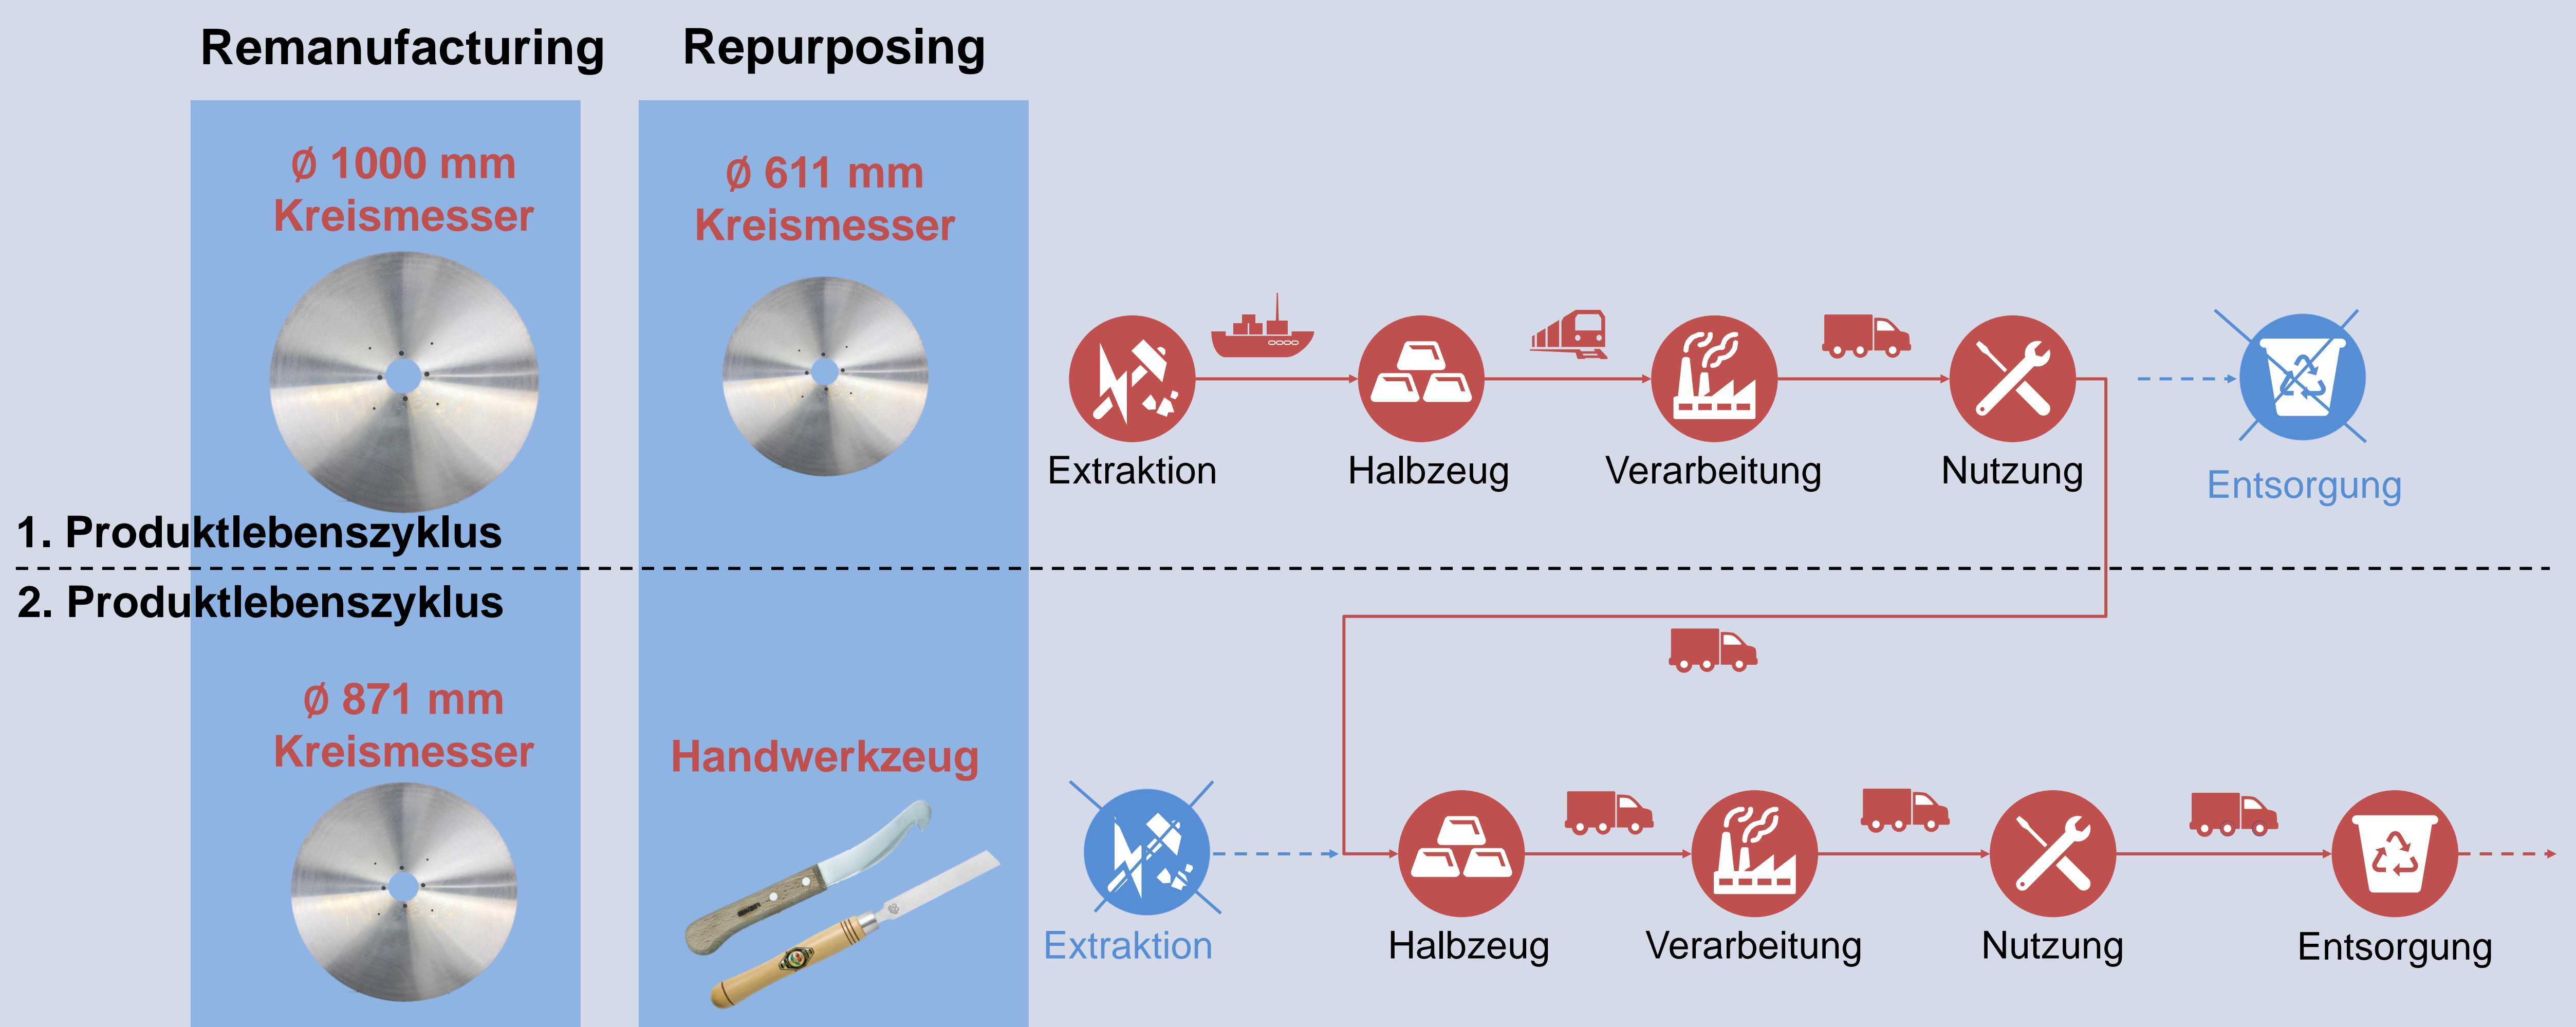 Remanufacturing
Repurposing
Ø 1000 mm
Kreismesser
Ø 611 mm
Kreismesser
Extraktion
Halbzeug
Verarbeitung
Nutzung
Entsorgung
1. Produktlebenszyklus
2. Produktlebenszyklus
Ø 871 mm
Kreismesser
Handwerkzeug
Extraktion
Halbzeug
Verarbeitung
Nutzung
Entsorgung